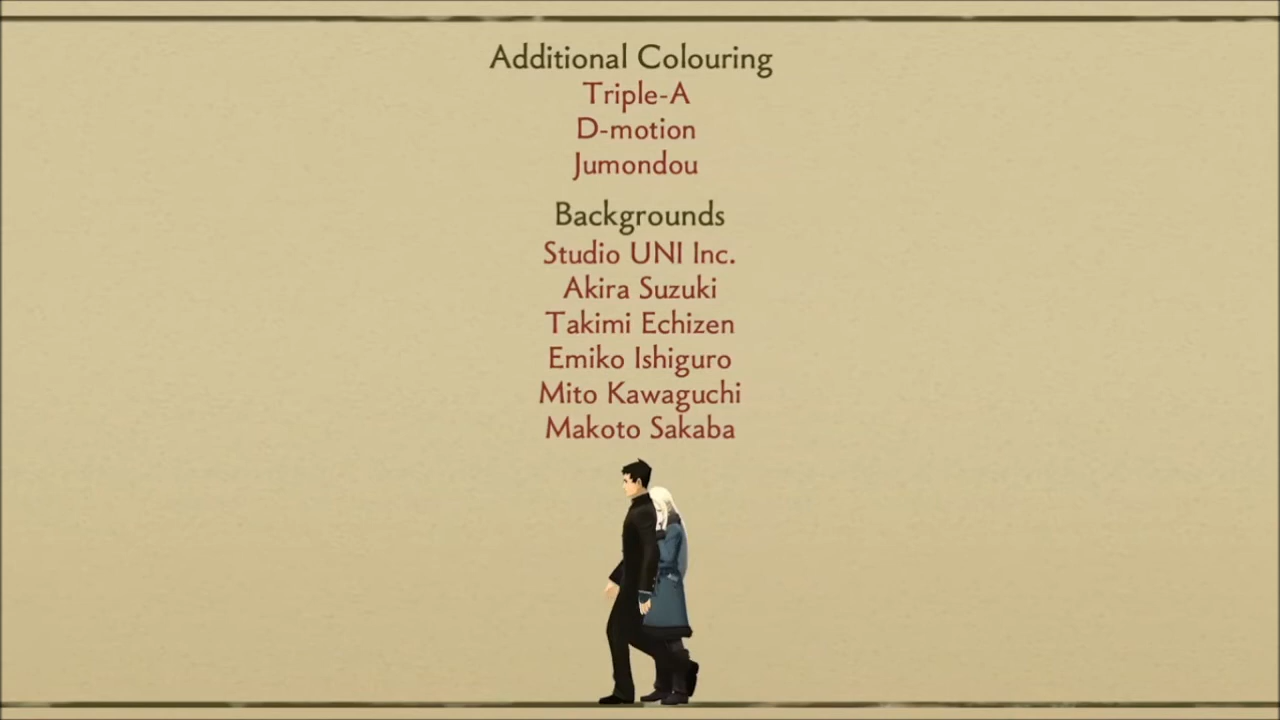 Additional Colouring
Triple-A
D-motion
Jumondou
Backgrounds
Studio UNI Inc.
Akira Suzuki
Takimi Echizen
Emiko Ishiguro
Mito Kawaguchi
Makoto Sakaba